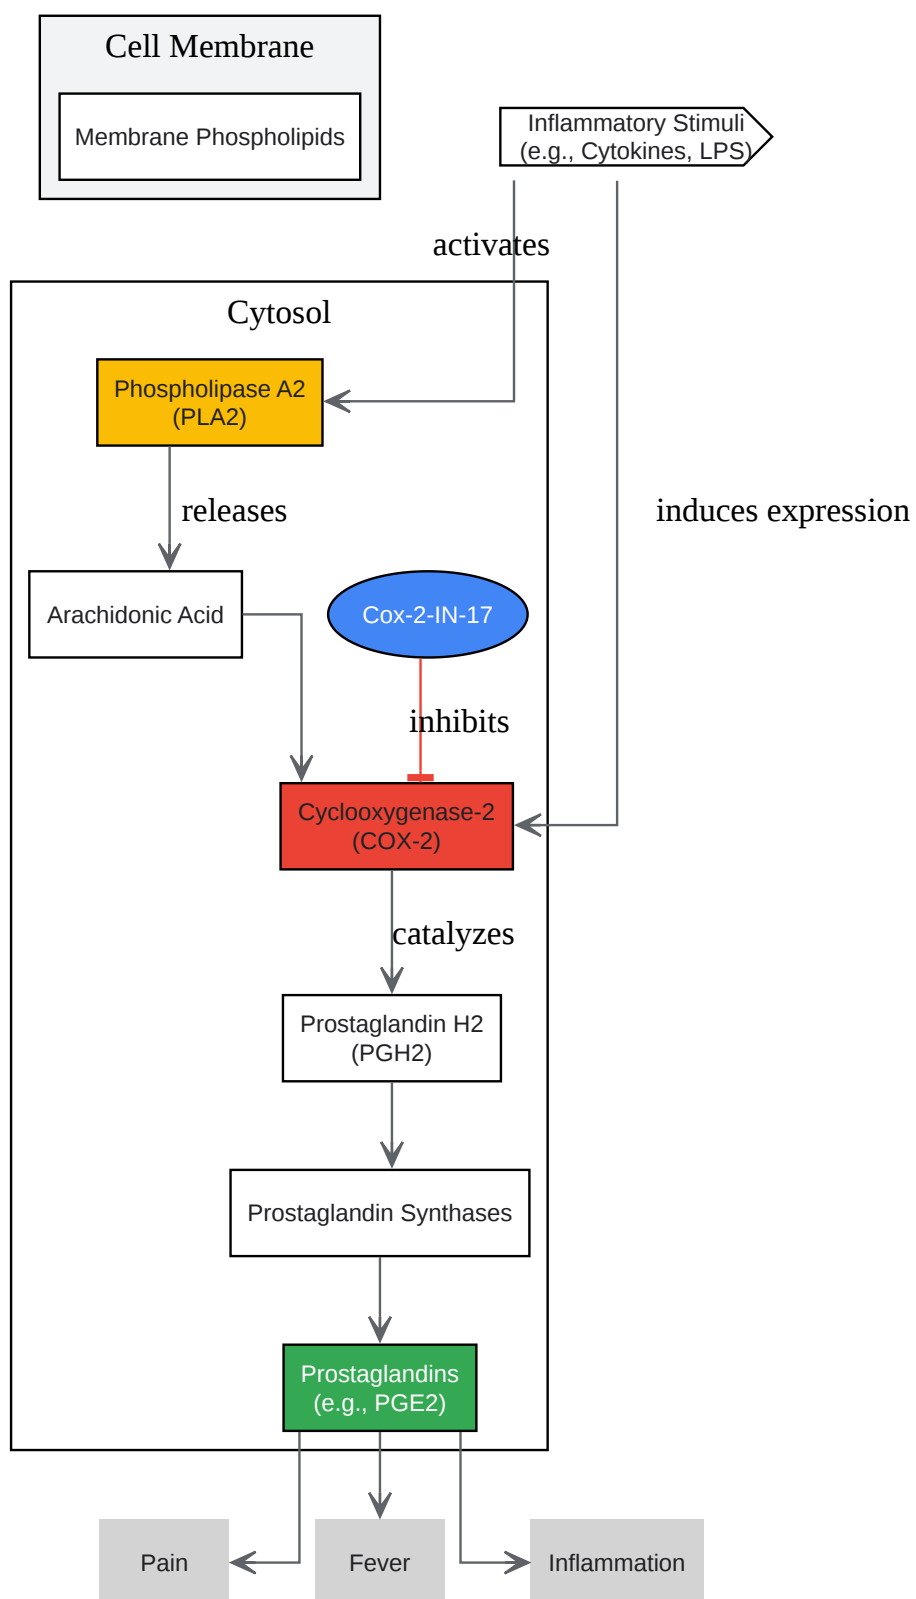 Cell Membrane
Membrane Phospholipids
Inflammatory Stimuli
(e.g., Cytokines, LPS)
activates
Cytosol
Phospholipase A2
(PLA2)
releases
induces expression
Arachidonic Acid
Cox-2-IN-17
inhibits
Cyclooxygenase-2
(COX-2)
catalyzes
Prostaglandin H2
(PGH2)
Prostaglandin Synthases
Prostaglandins
(e.g., PGE2)
Pain
Fever
Inflammation